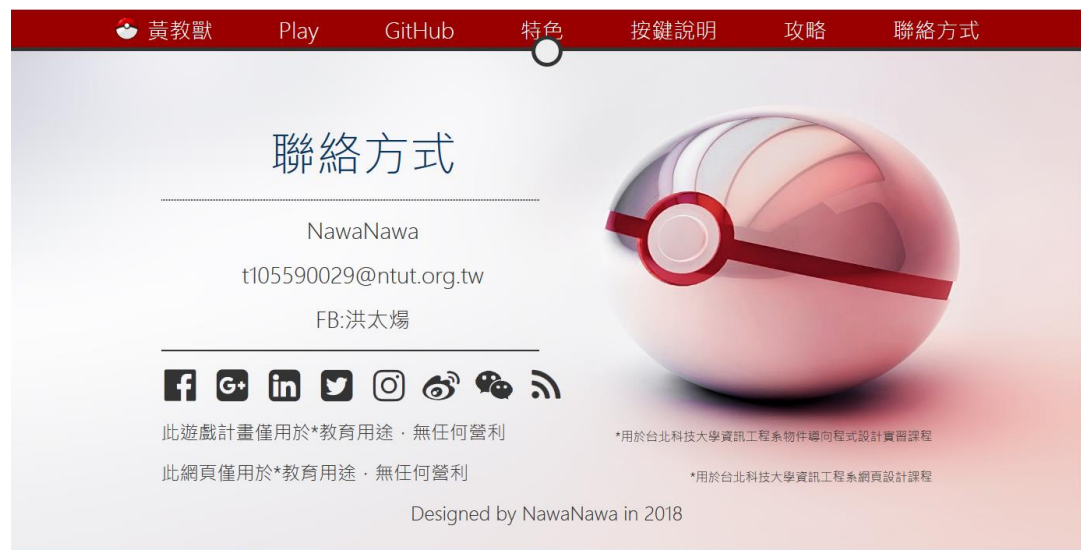 黃教獸 Play GitHub 特色 按鍵說明 攻略 聯絡方式
聯絡方式
NawaNawa
t105590029@ntut.org.tw
FB:洪太煬
此遊戲計畫僅用於*教育用途，無任何營利
*用於台北科技大學資訊工程系物件導向程式設計實習課程
此網頁僅用於*教育用途，無任何營利
*用於台北科技大學資訊工程系網頁設計課程
Designed by NawaNawa in 2018